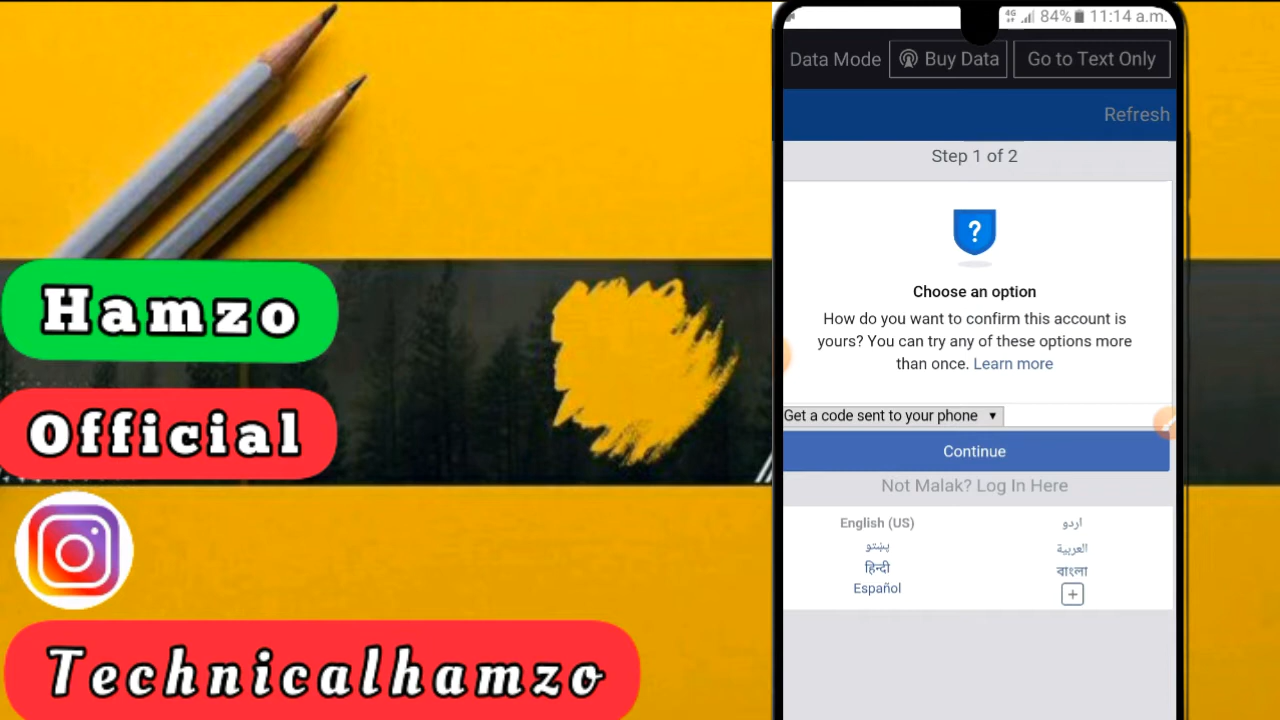 Hamzo
Official
Technicalhamzo
4G 84% 11:14 a.m.
Data Mode Buy Data Go to Text Only
Refresh
Step 1 of 2
?
Choose an option
How do you want to confirm this account is
yours? You can try any of these options more
than once. Learn more
Get a code sent to your phone ▼
Continue
Not Malak? Log In Here
English (US) اردو
پښتو العربية
हिन्दी বাংলা
Español +